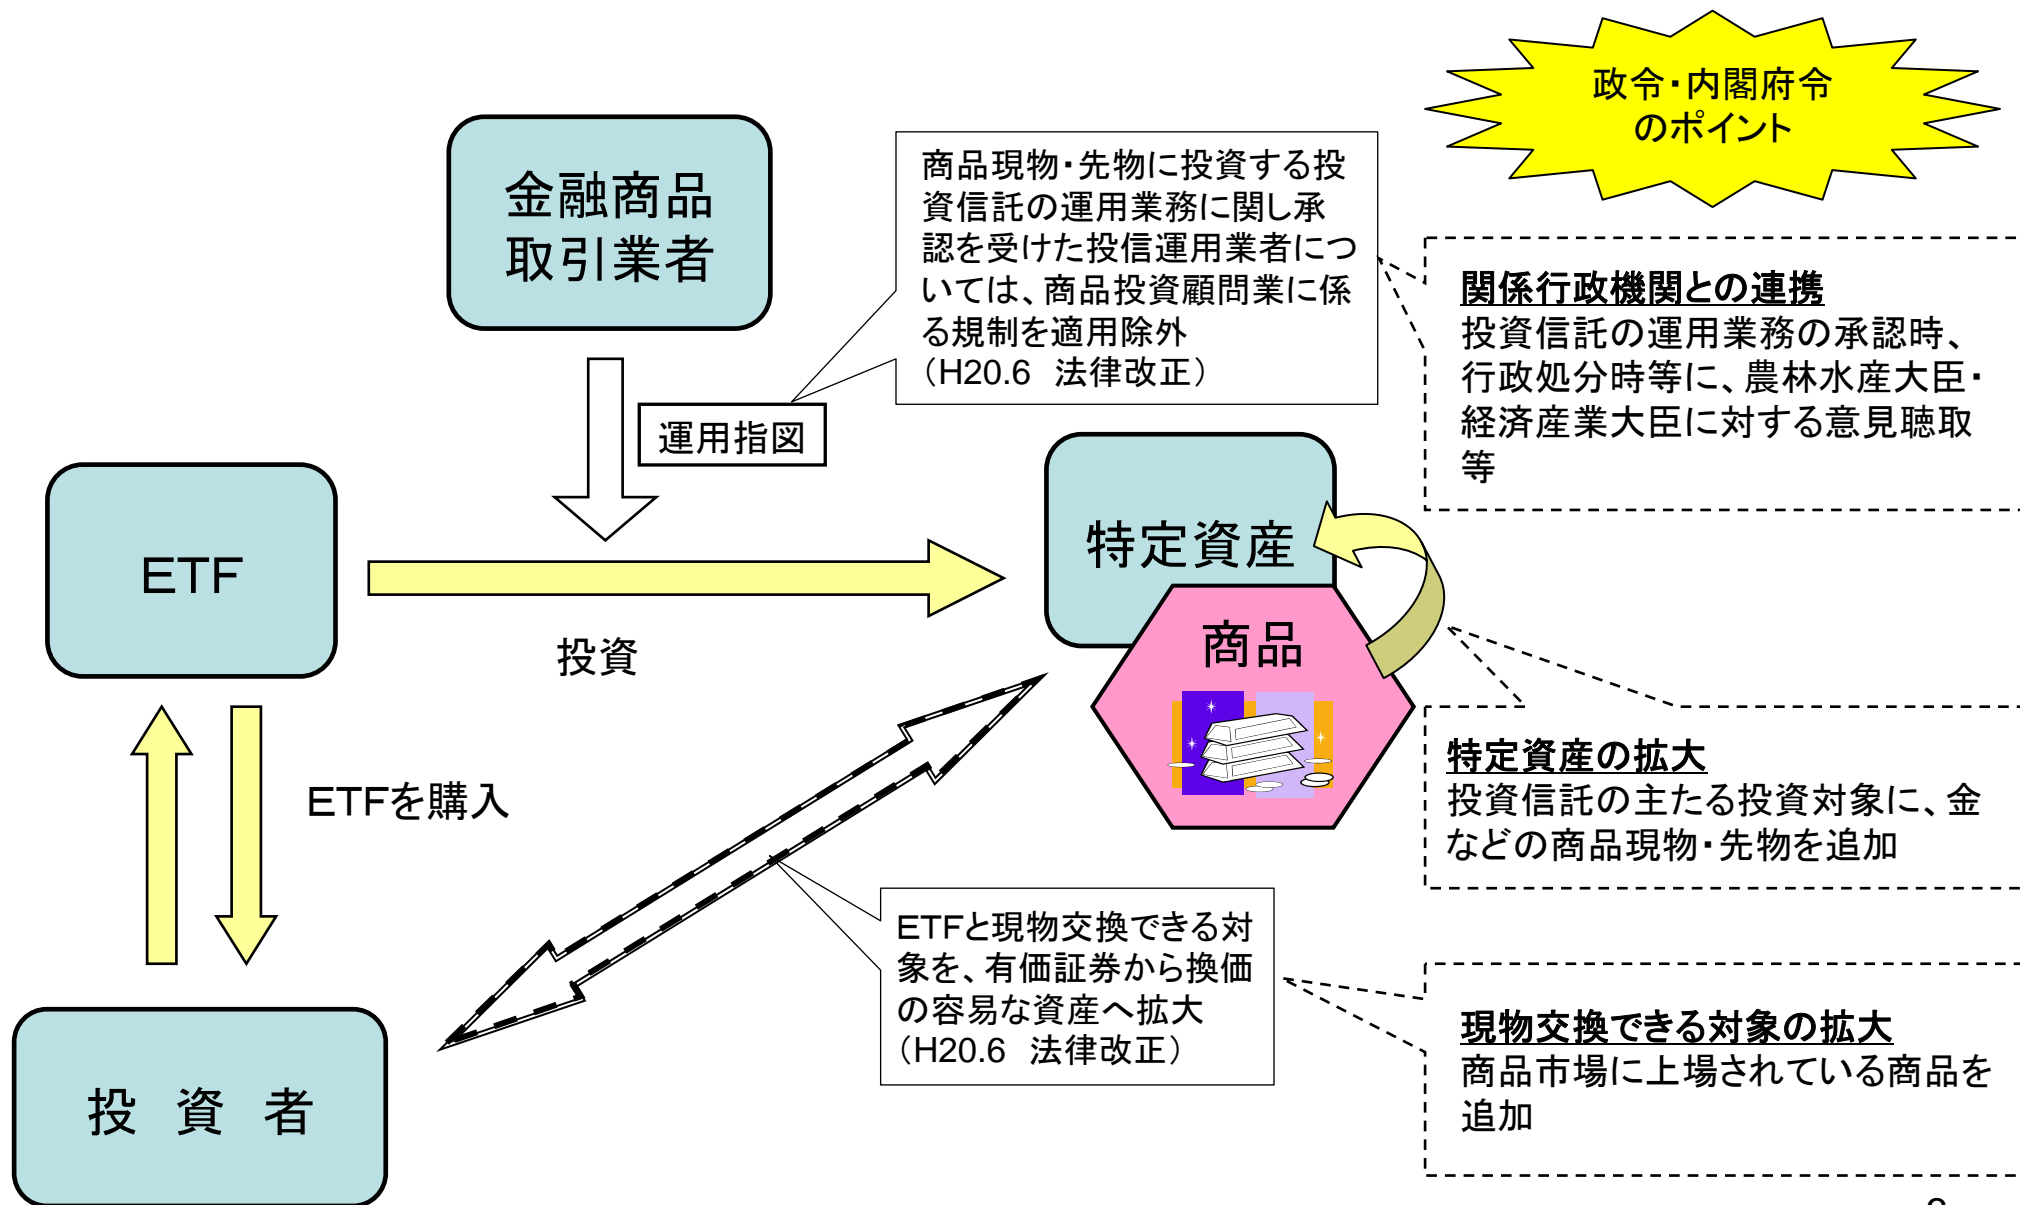 政令・内閣府令
のポイント
金融商品
取引業者
商品現物・先物に投資する投
資信託の運用業務に関し承
認を受けた投信運用業者につ
いては、商品投資顧問業に係
る規制を適用除外
（H20.6　法律改正）
関係行政機関との連携
投資信託の運用業務の承認時、
行政処分時等に、農林水産大臣・
経済産業大臣に対する意見聴取
等
運用指図
ETF
特定資産
投資
商品
ETFを購入
特定資産の拡大
投資信託の主たる投資対象に、金
などの商品現物・先物を追加
ETFと現物交換できる対
象を、有価証券から換価
の容易な資産へ拡大
（H20.6　法律改正）
現物交換できる対象の拡大
商品市場に上場されている商品を
追加
投　資　者